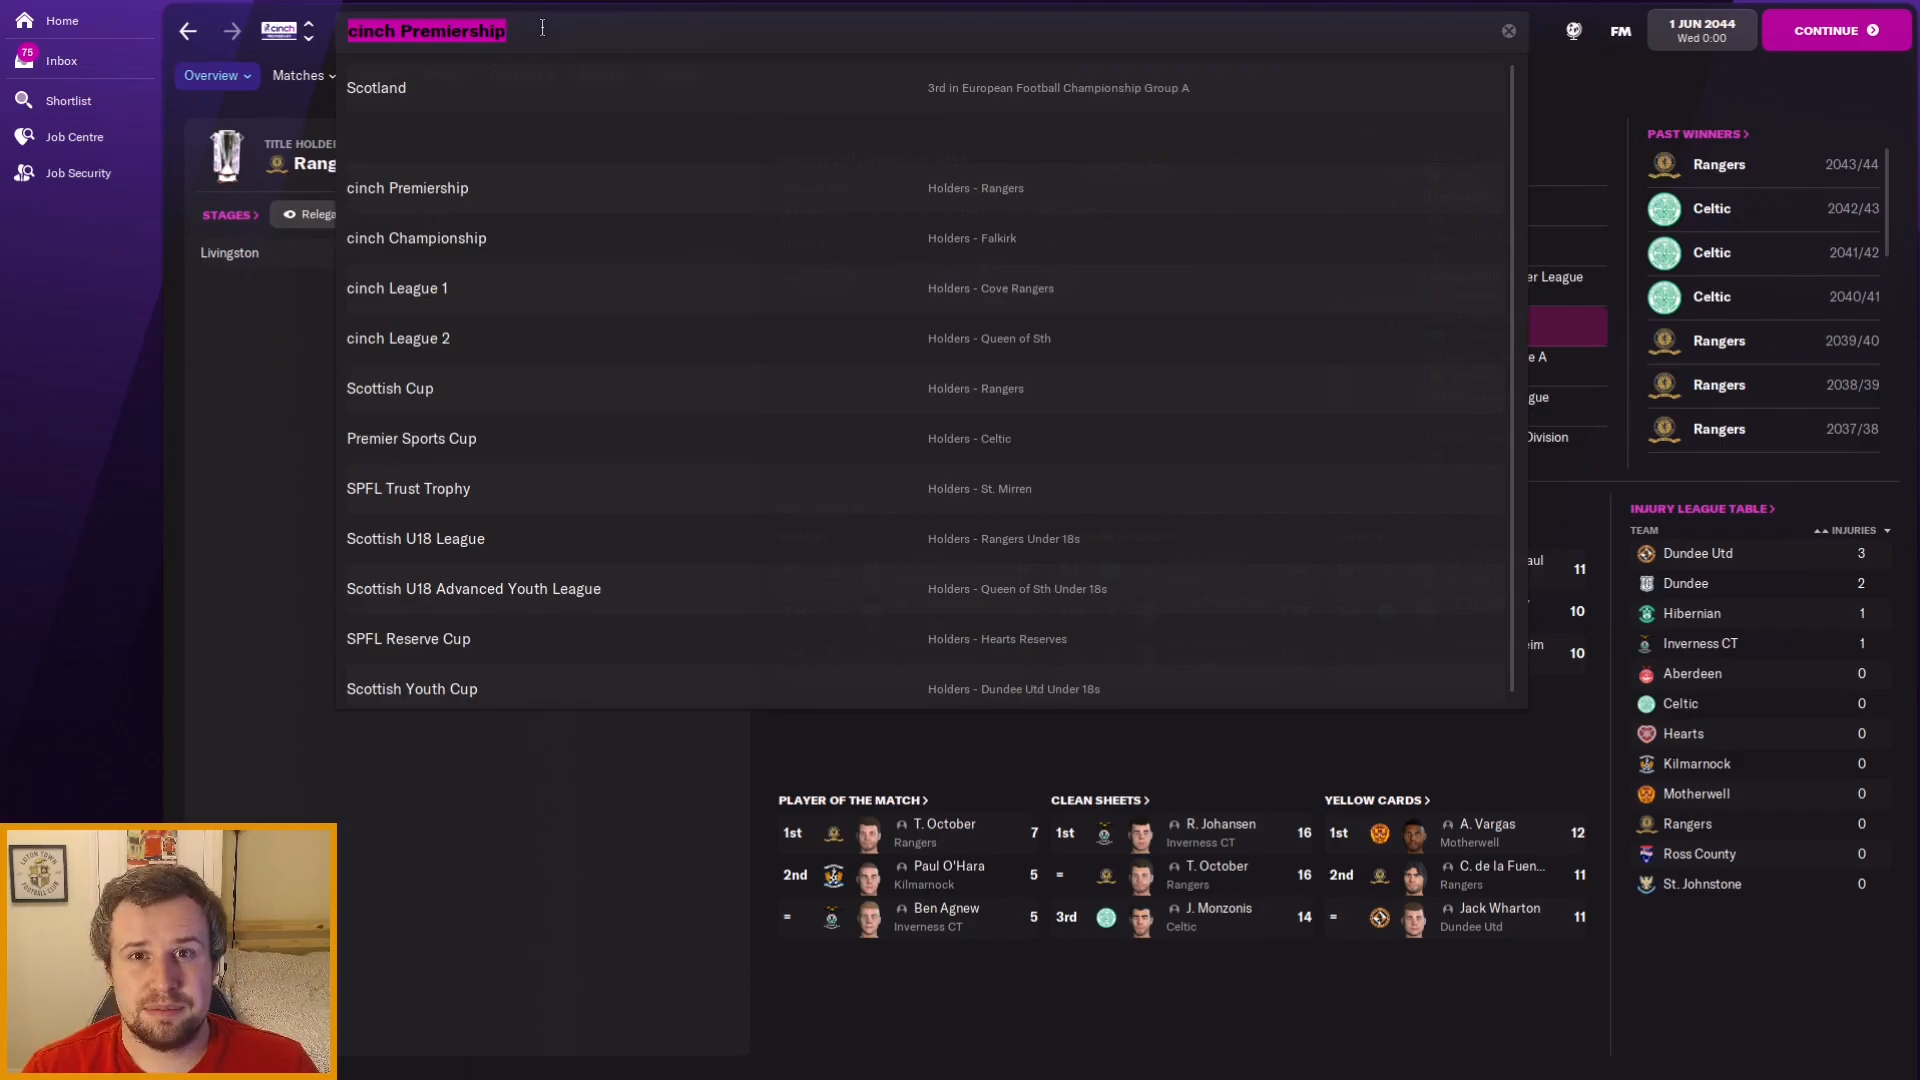 Home
75
Inbox
Shortlist
Job Centre
Job Security
cinch
cinch Premiership
FM
1 JUN 2044
Wed 0:00
CONTINUE
Overview
Matches
Scotland
3rd in European Football Championship Group A
TITLE HOLDE
Rang
STAGES
Relega
Livingston
cinch Premiership
Holders - Rangers
cinch Championship
Holders - Falkirk
cinch League 1
Holders - Cove Rangers
cinch League 2
Holders - Queen of Sth
Scottish Cup
Holders - Rangers
Premier Sports Cup
Holders - Celtic
SPFL Trust Trophy
Holders - St. Mirren
Scottish U18 League
Holders - Rangers Under 18s
Scottish U18 Advanced Youth League
Holders - Queen of Sth Under 18s
SPFL Reserve Cup
Holders - Hearts Reserves
Scottish Youth Cup
Holders - Dundee Utd Under 18s
er League
e A
gue
Division
aul 11
10
eim 10
PAST WINNERS
Rangers 2043/44
Celtic 2042/43
Celtic 2041/42
Celtic 2040/41
Rangers 2039/40
Rangers 2038/39
Rangers 2037/38
INJURY LEAGUE TABLE
TEAM INJURIES
Dundee Utd 3
Dundee 2
Hibernian 1
Inverness CT 1
Aberdeen 0
Celtic 0
Hearts 0
Kilmarnock 0
Motherwell 0
Rangers 0
Ross County 0
St. Johnstone 0
PLAYER OF THE MATCH
1st T. October 7
Rangers
2nd Paul O'Hara 5
Kilmarnock
= Ben Agnew 5
Inverness CT
CLEAN SHEETS
1st R. Johansen 16
Inverness CT
= T. October 16
Rangers
3rd J. Monzonis 14
Celtic
YELLOW CARDS
1st A. Vargas 12
Motherwell
2nd C. de la Fuen... 11
Rangers
= Jack Wharton 11
Dundee Utd
LUTON TOWN
FOOTBALL CLUB